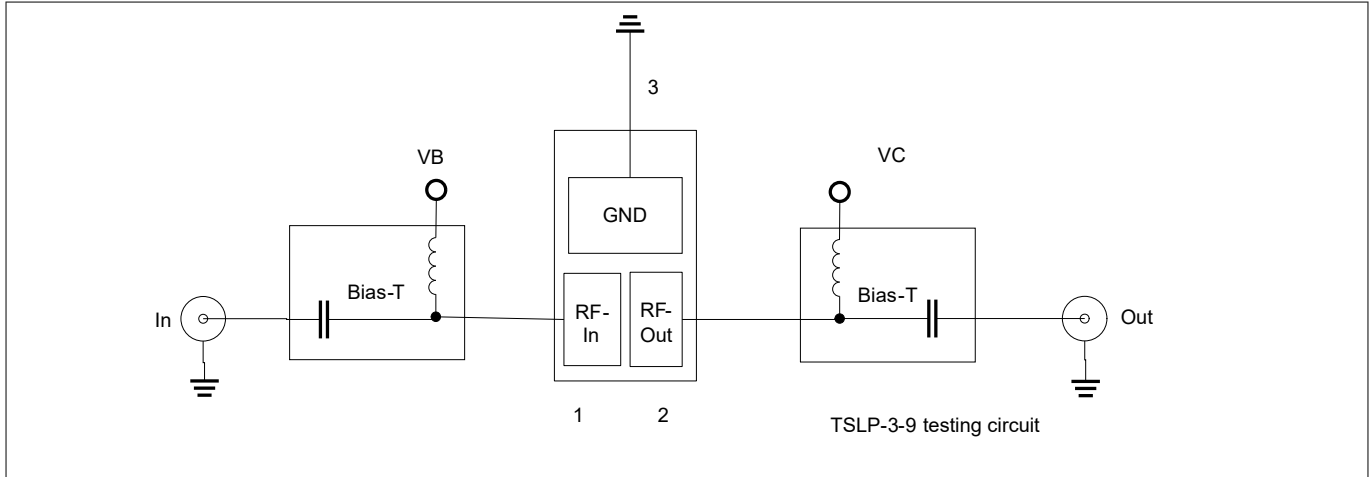 3
VB
VC
GND
Bias-T
Bias-T
In
RF-
In
RF-
Out
Out
1
2
TSLP-3-9 testing circuit